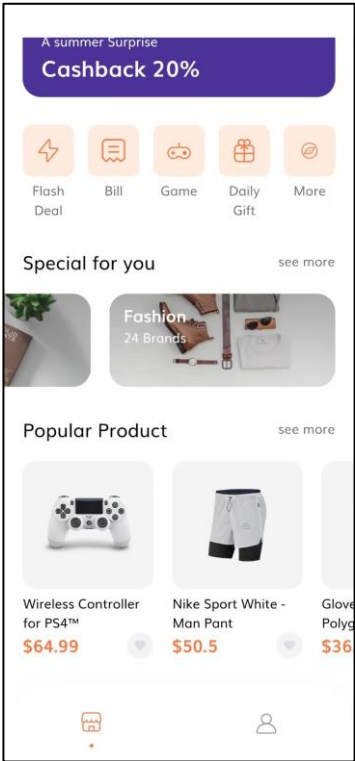 A summer Surprise
Cashback 20%
Flash
Deal
Bill
Game
Daily
Gift
More
Special for you
see more
Fashion
24 Brands
Popular Product
see more
Wireless Controller
for PS4™
$64.99
Nike Sport White -
Man Pant
$50.5
Glove
Polyg
$36